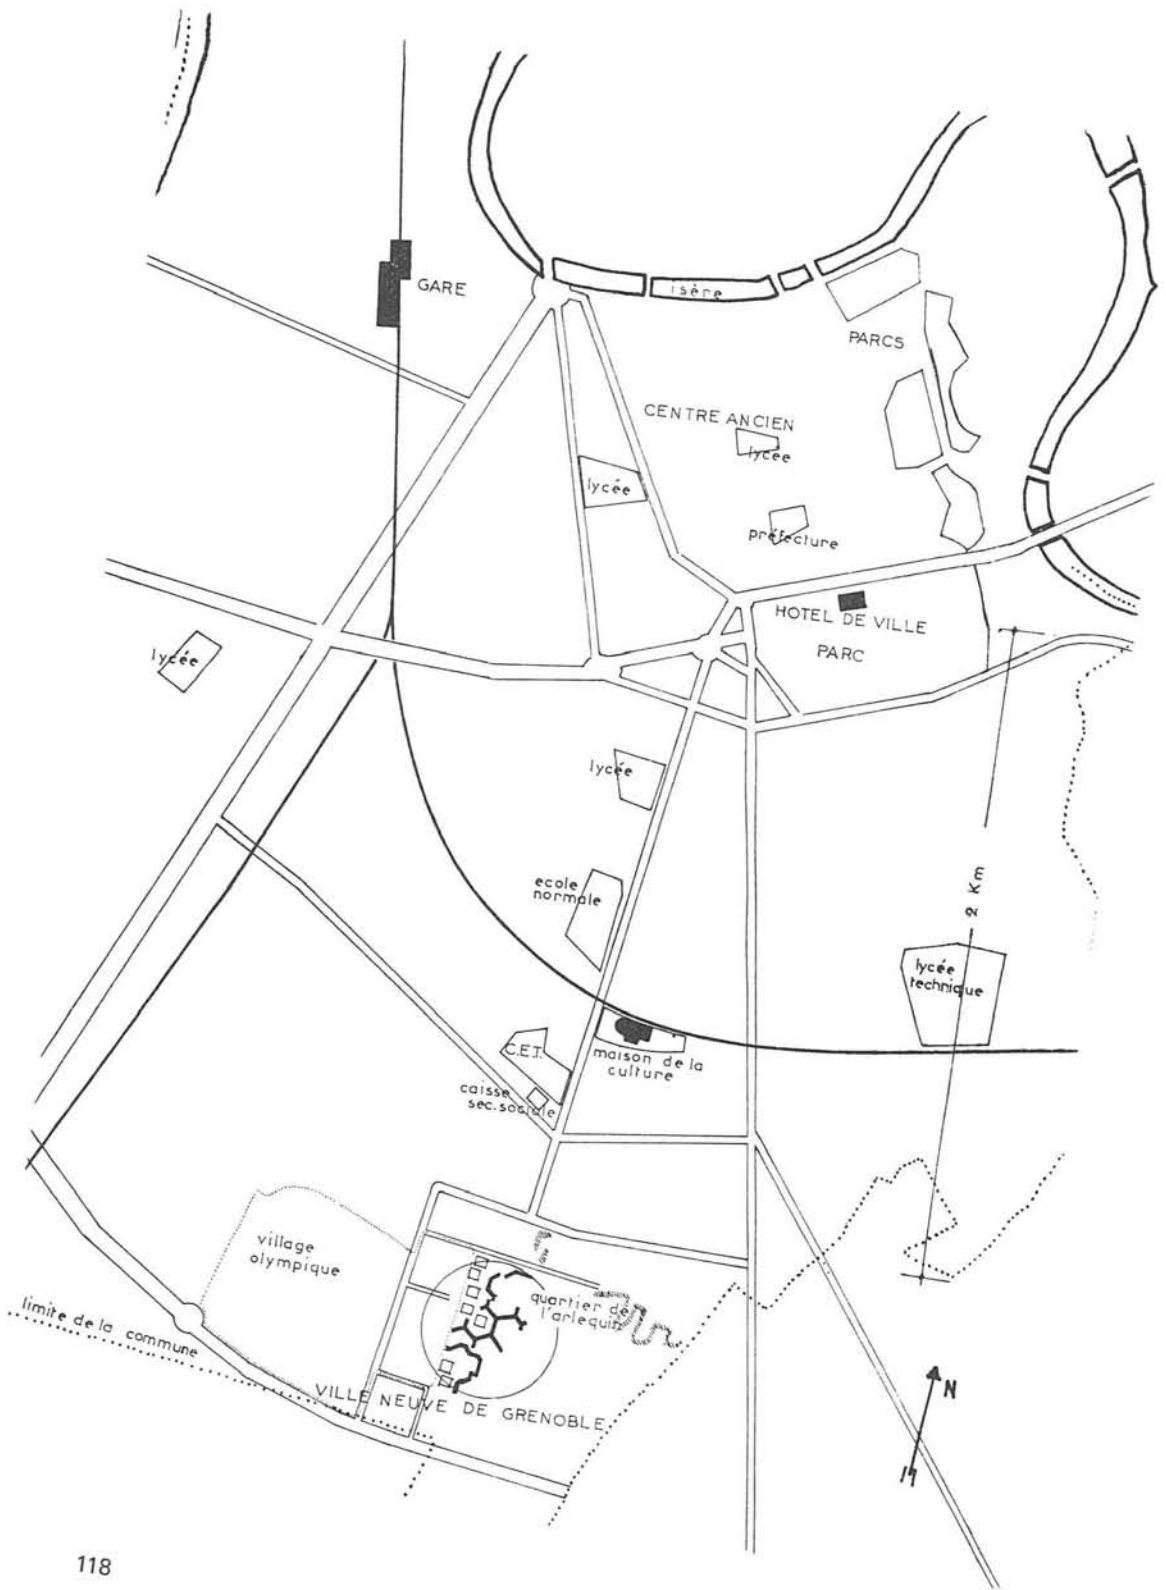 GARE
isère
PARCS
CENTRE ANCIEN
lycée
lycée
préfecture
HOTEL DE VILLE
PARC
lycée
lycée
ecole
normale
2 Km
lycée
technique
C.E.T.
maison de la
culture
caisse
sec. sociale
village
olympique
quartier de
l'arlequin
limite de la commune
VILLE NEUVE DE GRENOBLE
N
118